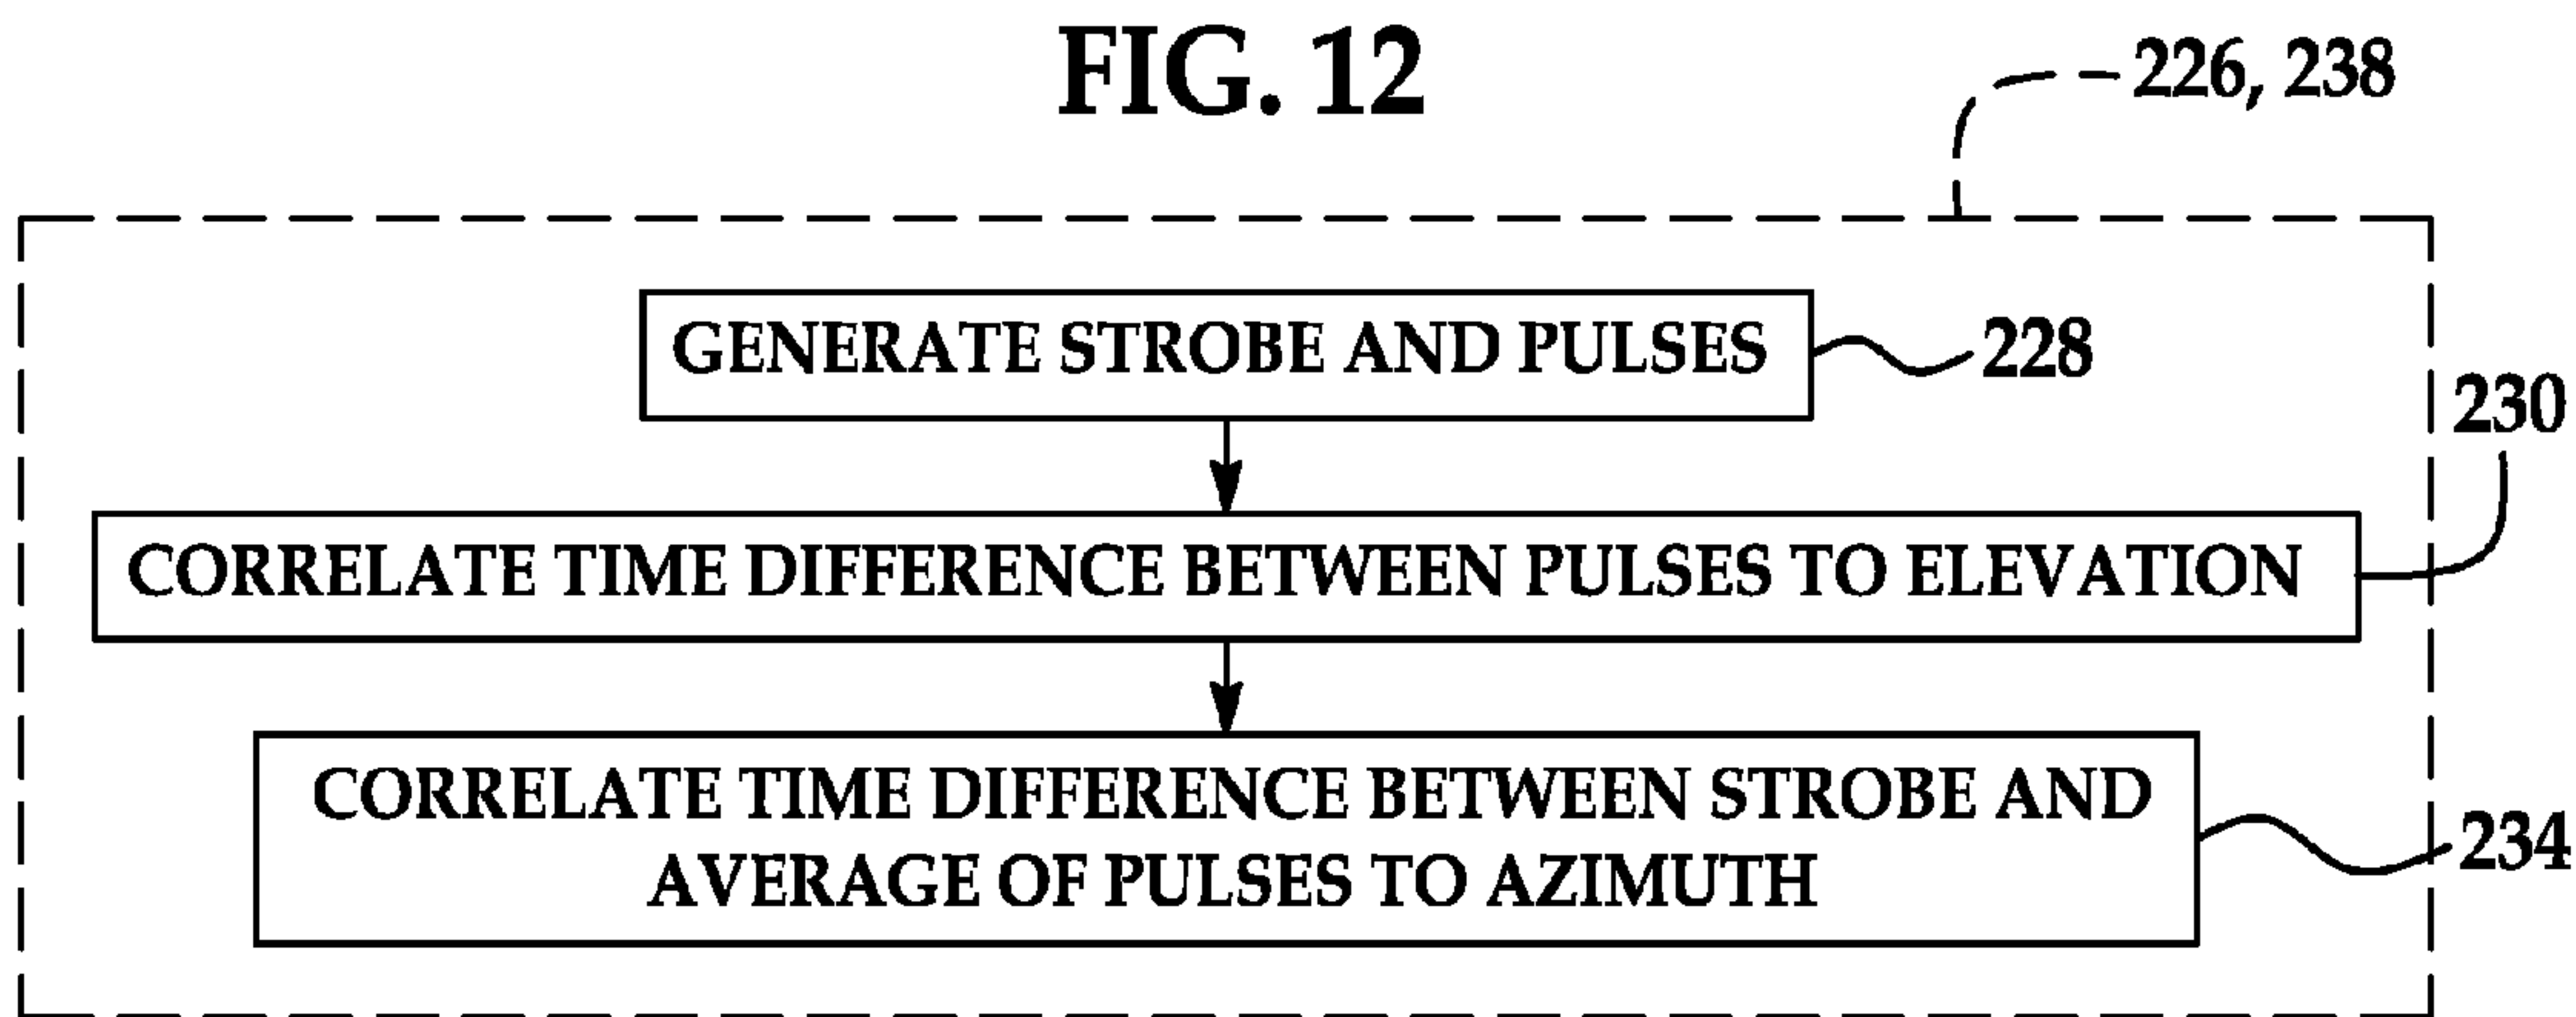 FIG. 12
226, 238
GENERATE STROBE AND PULSES
228
230
CORRELATE TIME DIFFERENCE BETWEEN PULSES TO ELEVATION
CORRELATE TIME DIFFERENCE BETWEEN STROBE AND
AVERAGE OF PULSES TO AZIMUTH
234